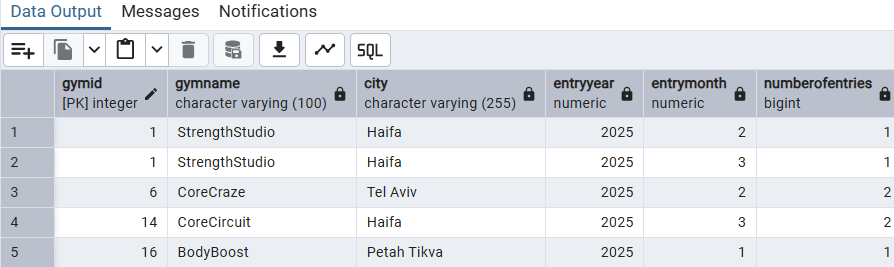 Data Output Messages Notifications
SQL
gymid gymname city entryyear entrymonth numberofentries
[PK] integer character varying (100) character varying (255) numeric numeric bigint
1 1 StrengthStudio Haifa 2025 2 1
2 1 StrengthStudio Haifa 2025 3 1
3 6 CoreCraze Tel Aviv 2025 2 2
4 14 CoreCircuit Haifa 2025 3 2
5 16 BodyBoost Petah Tikva 2025 1 1